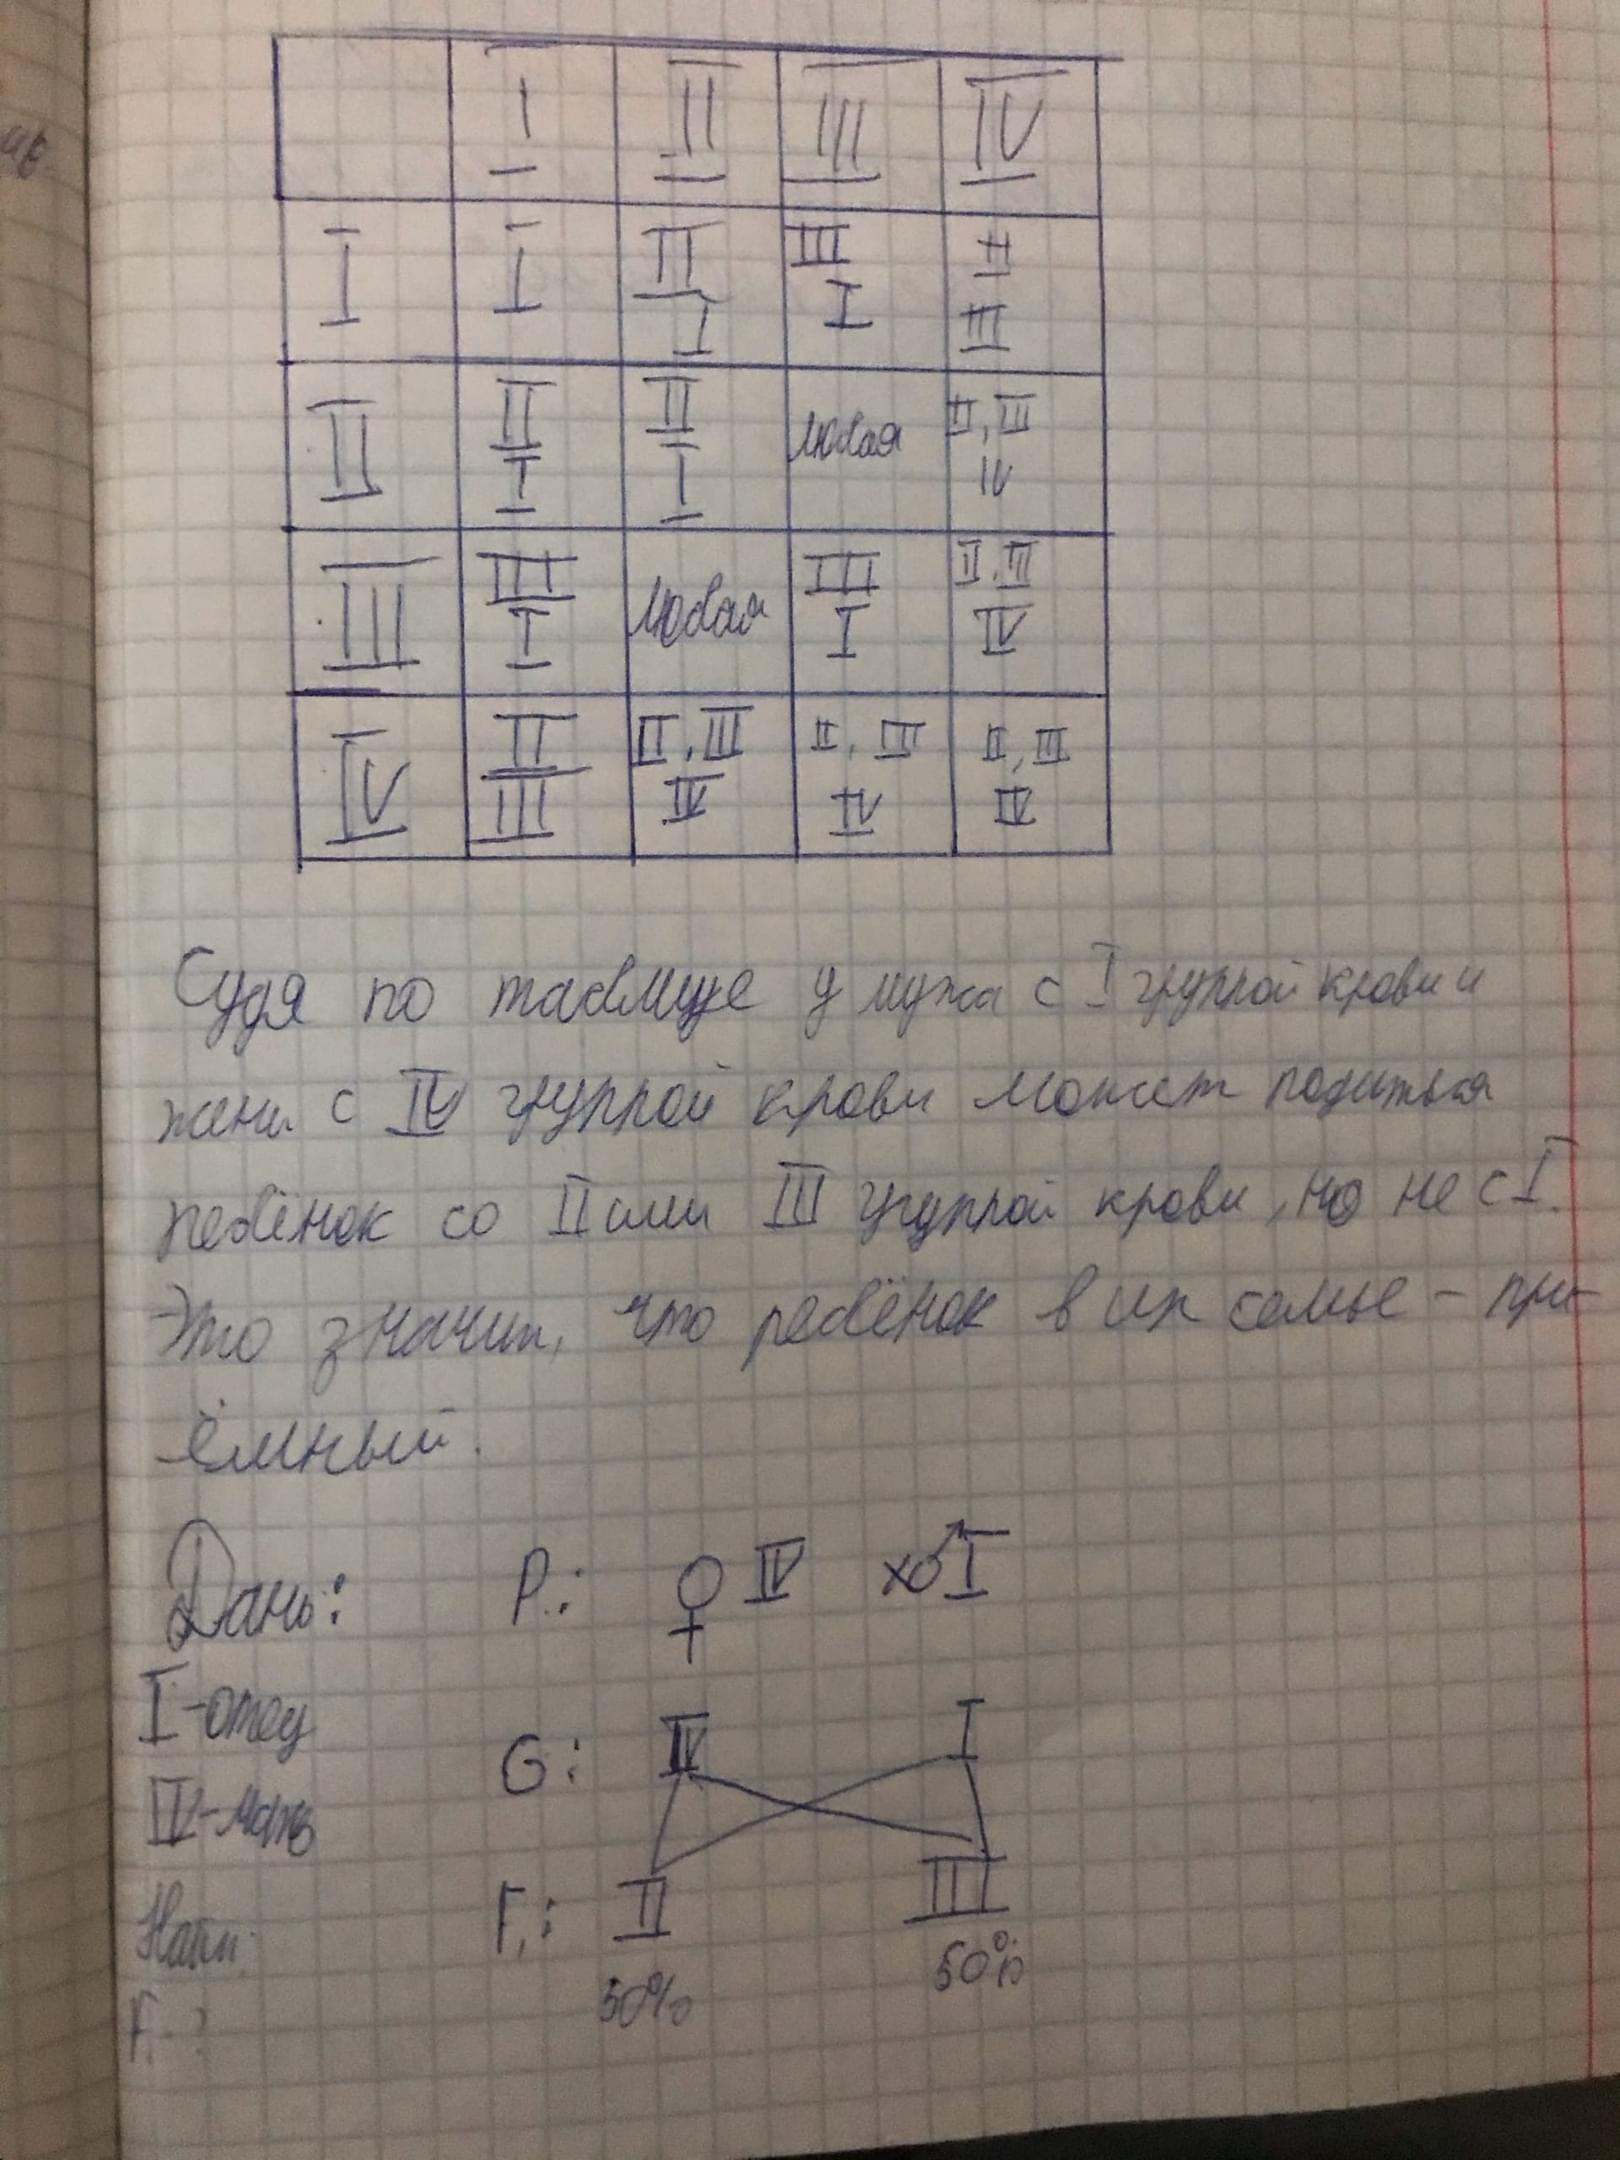 I II III IV
I I II I III I II III
II II I II I любая II, III IV
III III I любая III I II, III IV
IV II III II, III IV II, III IV II, III IV
Судя по таблице у мужа с I группой крови и
жены с IV группой крови может родиться
ребёнок со II или III группой крови, но не с I.
Это значит, что ребёнок в их семье - при-
ёмный.
Дань: P.: ♀ IV x♂ I
I-отец
G: IV I
IV-мать
F.: II III
50% 50%
F.-?